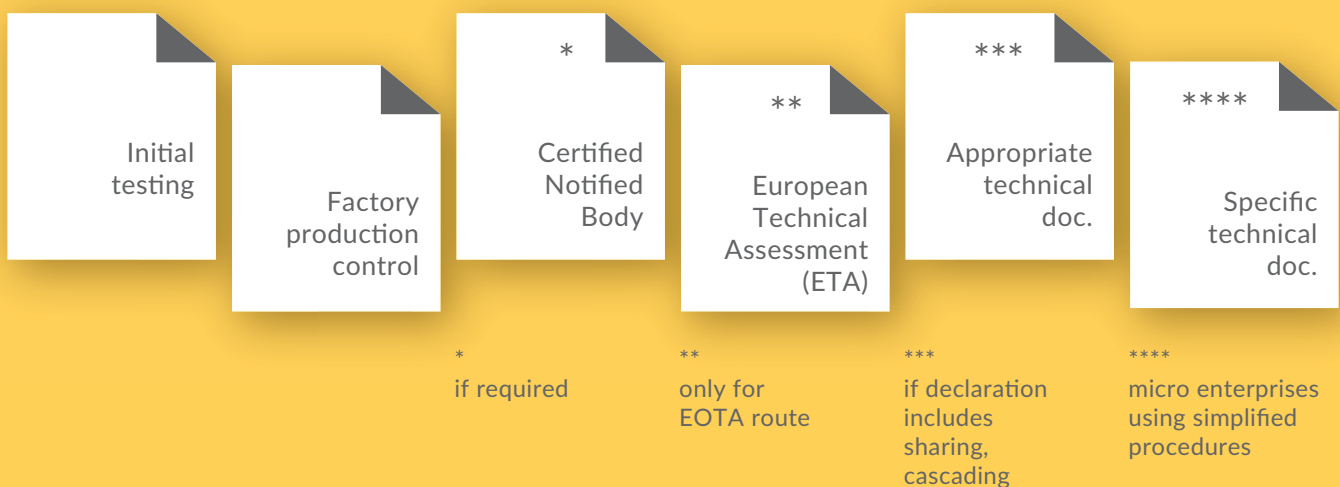 Initial
testing
Factory
production
control
*
Certified
Notified
Body
**
European
Technical
Assessment
(ETA)
***
Appropriate
technical
doc.
****
Specific
technical
doc.
*
if required
**
only for
EOTA route
***
if declaration
includes
sharing,
cascading
****
micro enterprises
using simplified
procedures